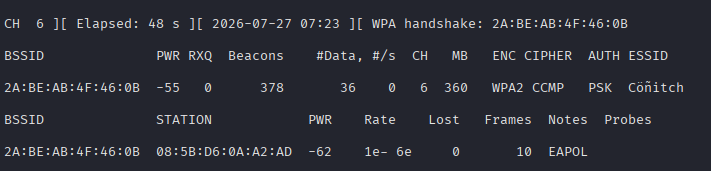 CH  6 ][ Elapsed: 48 s ][ 2026-07-27 07:23 ][ WPA handshake: 2A:BE:AB:4F:46:0B
BSSID              PWR RXQ  Beacons    #Data, #/s  CH   MB   ENC CIPHER  AUTH ESSID
2A:BE:AB:4F:46:0B  -55   0      378       36    0   6  360   WPA2 CCMP   PSK  Cöñitch
BSSID              STATION            PWR    Rate    Lost   Frames  Notes  Probes
2A:BE:AB:4F:46:0B  08:5B:D6:0A:A2:AD  -62    1e- 6e     0       10  EAPOL